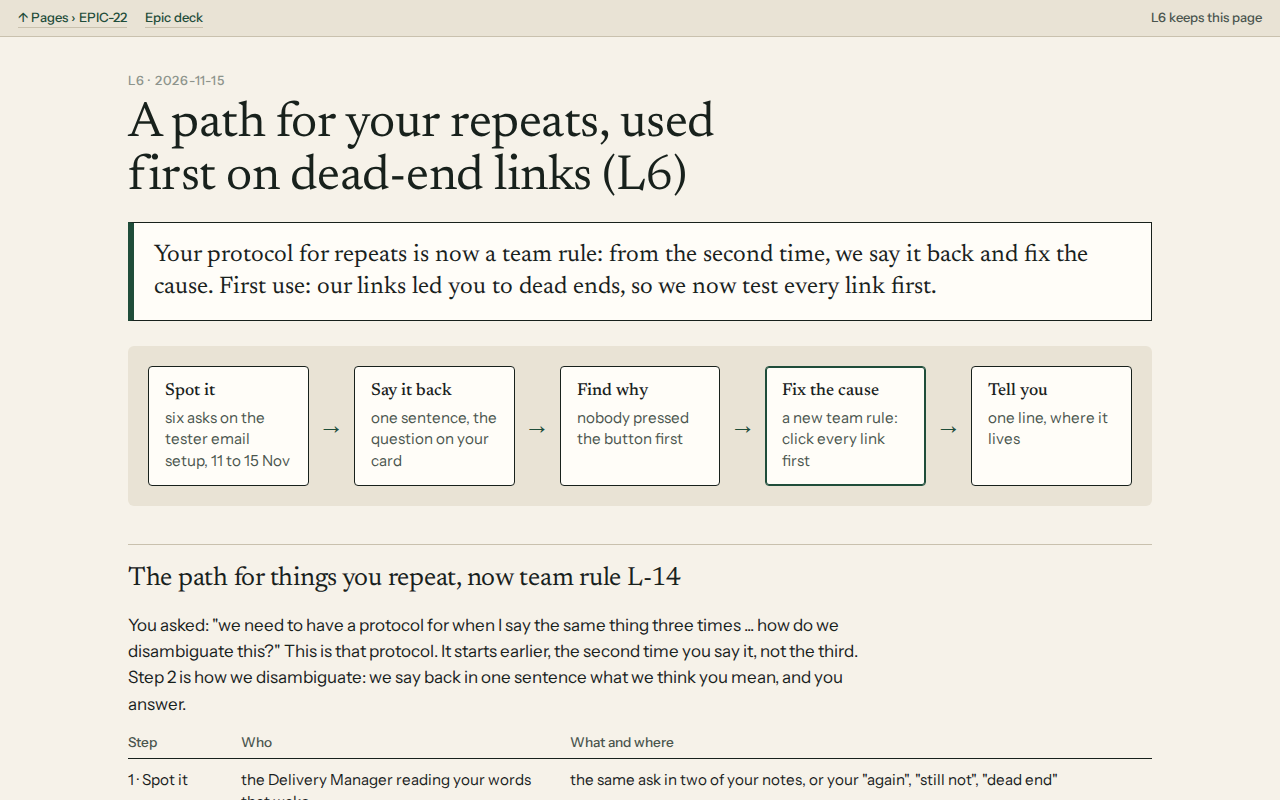 ↑ Pages › EPIC-22 Epic deck L6 keeps this page
L6 · 2026-11-15
A path for your repeats, used
first on dead-end links (L6)
Your protocol for repeats is now a team rule: from the second time, we say it back and fix the
cause. First use: our links led you to dead ends, so we now test every link first.
Spot it
six asks on the
tester email
setup, 11 to 15 Nov
→
Say it back
one sentence, the
question on your
card
→
Find why
nobody pressed
the button first
→
Fix the cause
a new team rule:
click every link
first
→
Tell you
one line, where it
lives
The path for things you repeat, now team rule L-14
You asked: "we need to have a protocol for when I say the same thing three times ... how do we
disambiguate this?" This is that protocol. It starts earlier, the second time you say it, not the third.
Step 2 is how we disambiguate: we say back in one sentence what we think you mean, and you
answer.
Step Who What and where
1 · Spot it the Delivery Manager reading your words the same ask in two of your notes, or your "again", "still not", "dead end"